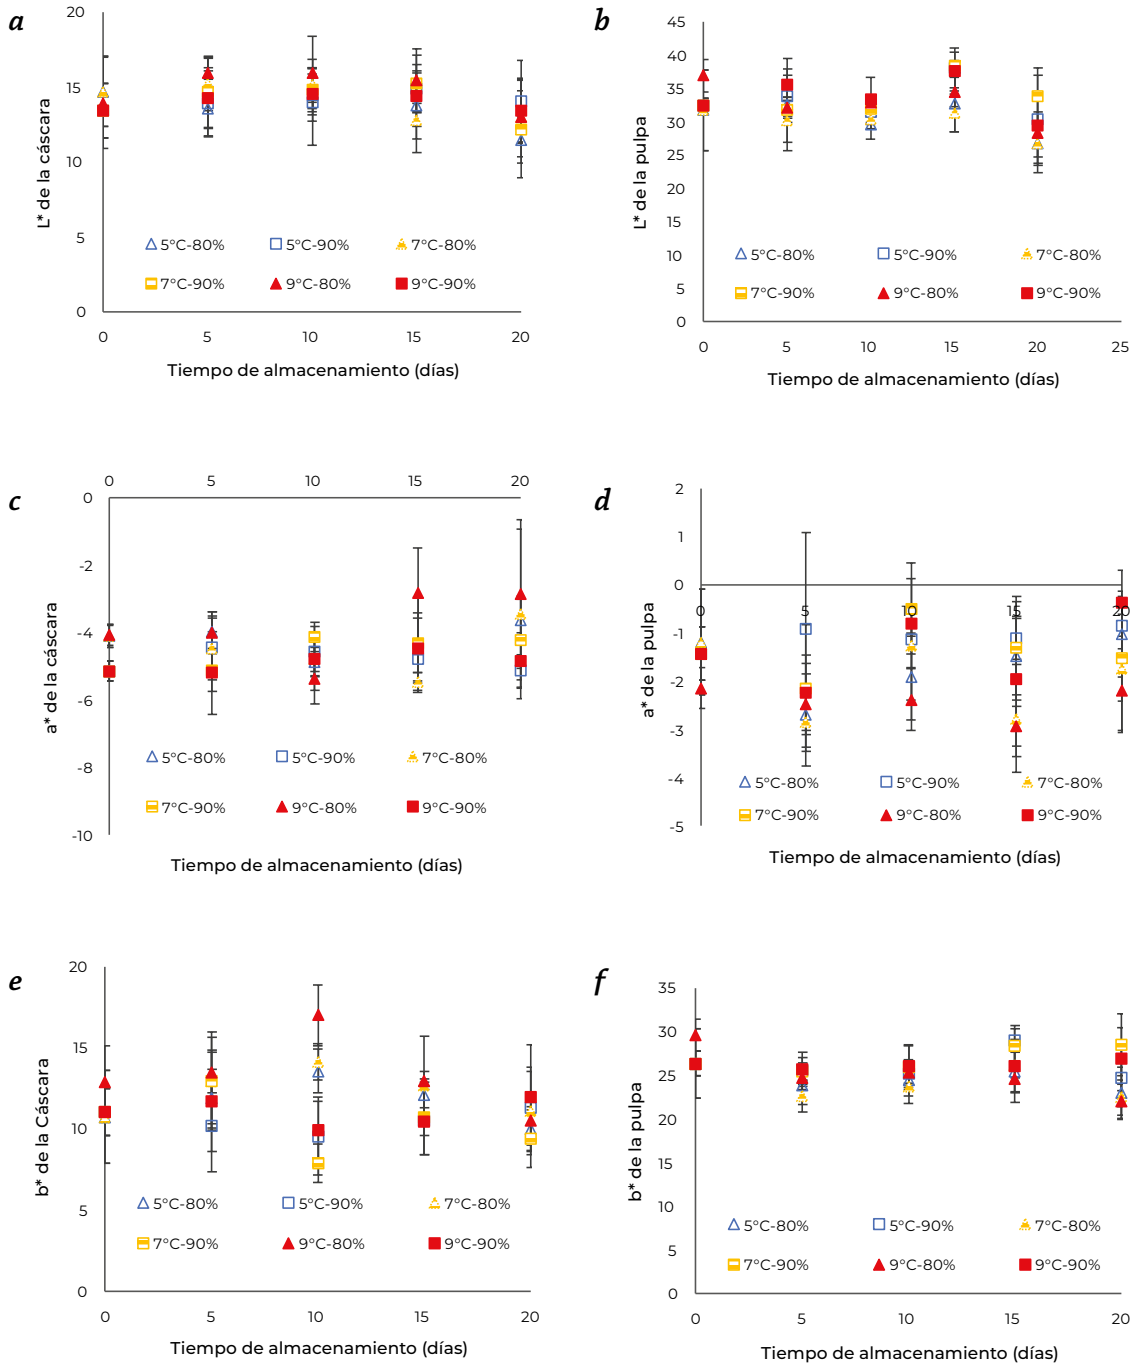 a
20
15
10
5
0
L* de la cáscara
5°C-80% 5°C-90% 7°C-80%
7°C-90% 9°C-80% 9°C-90%
0 5 10 15 20
Tiempo de almacenamiento (días)
b
45
40
35
30
25
20
15
10
5
0
L* de la pulpa
5°C-80% 5°C-90% 7°C-80%
7°C-90% 9°C-80% 9°C-90%
0 5 10 15 20 25
Tiempo de almacenamiento (días)
c
0 5 10 15 20
0
-2
-4
-6
-8
-10
a* de la cáscara
5°C-80% 5°C-90% 7°C-80%
7°C-90% 9°C-80% 9°C-90%
Tiempo de almacenamiento (días)
d
2
1
0
-1
-2
-3
-4
-5
a* de la pulpa
0 5 10 15 20
5°C-80% 5°C-90% 7°C-80%
7°C-90% 9°C-80% 9°C-90%
Tiempo de almacenamiento (días)
e
20
15
10
5
0
b* de la Cáscara
5°C-80% 5°C-90% 7°C-80%
7°C-90% 9°C-80% 9°C-90%
0 5 10 15 20
Tiempo de almacenamiento (días)
f
35
30
25
20
15
10
5
0
b* de la pulpa
5°C-80% 5°C-90% 7°C-80%
7°C-90% 9°C-80% 9°C-90%
0 5 10 15 20
Tiempo de almacenamiento (días)